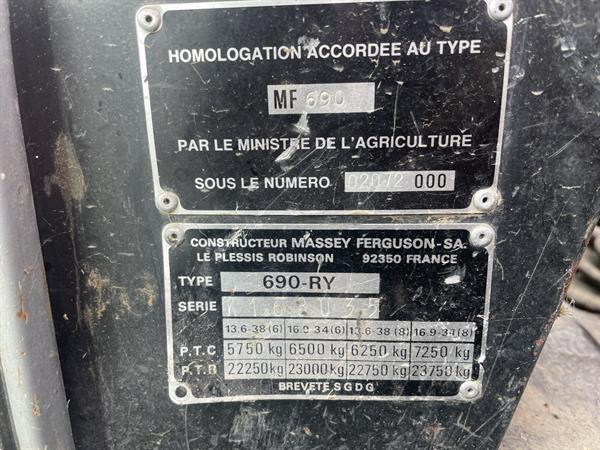 HOMOLOGATION ACCORDEE AU TYPE
MF 690
PAR LE MINISTRE DE L'AGRICULTURE
SOUS LE NUMERO 000
CONSTRUCTEUR MASSEY FERGUSON-SA.
LE PLESSIS ROBINSON 92350 FRANCE
TYPE 690-RY
SERIE
13.6-38(6) 16.9-34(6) 13.6-38(8) 16.9-34(8)
P.T.C 5750 kg 6500 kg 6250 kg 7250 kg
P.T.R 22250 kg 23000 kg 22750 kg 23750 kg
BREVETE S G D G